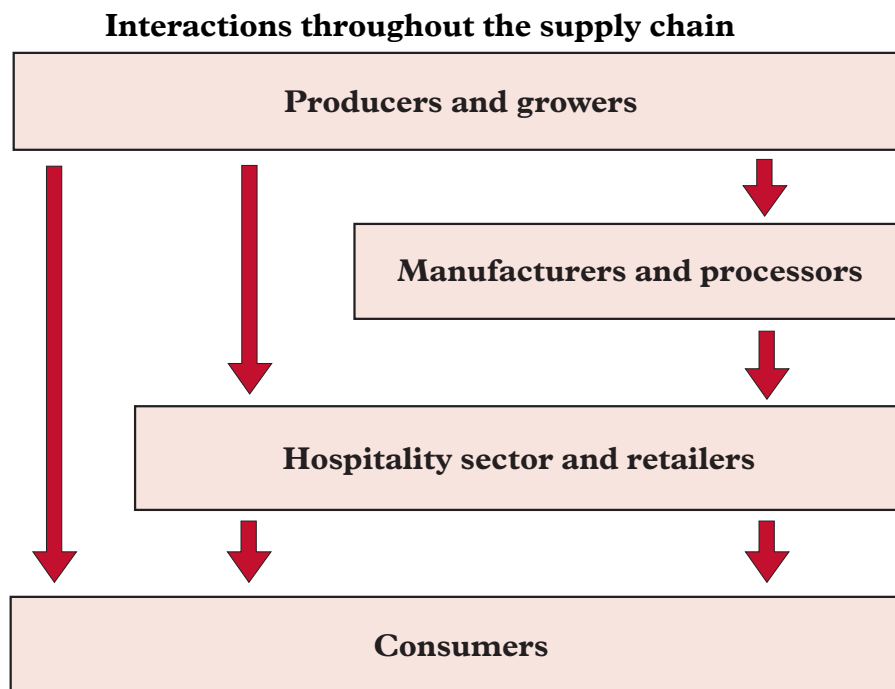 Interactions throughout the supply chain
Producers and growers
Manufacturers and processors
Hospitality sector and retailers
Consumers